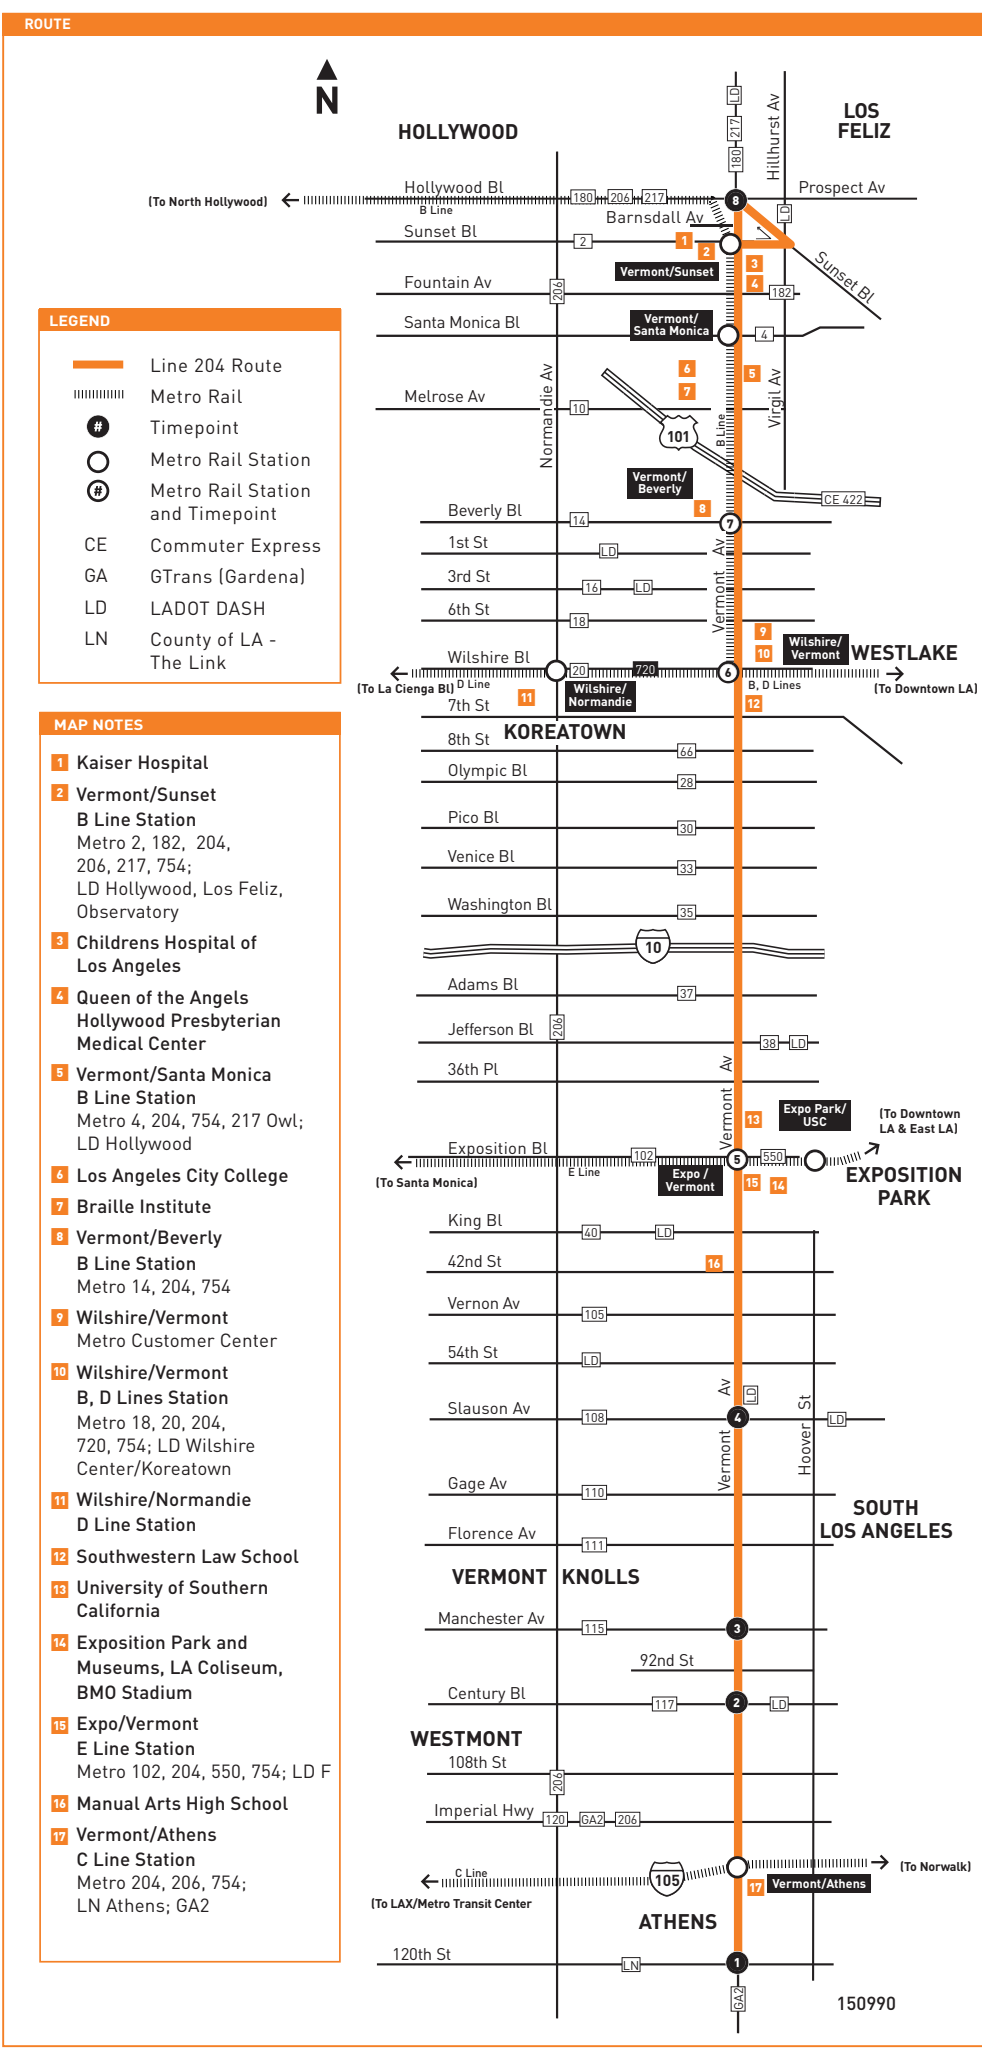 ROUTE
N
HOLLYWOOD
LOS
FELIZ
LD
217
180
Hillhurst Av
(To North Hollywood)
Hollywood Bl
180
206
217
8
Prospect Av
B Line
Barnsdall Av
LD
Sunset Bl
2
1
2
Vermont/Sunset
3
4
Sunset Bl
Fountain Av
206
182
Santa Monica Bl
Vermont/
Santa Monica
4
Normandie Av
6
7
5
Virgil Av
Melrose Av
10
101
B Line
Vermont/
Beverly
CE 422
8
Beverly Bl
14
7
1st St
LD
Vermont Av
3rd St
16
LD
6th St
18
9
10
Wilshire/
Vermont
WESTLAKE
Wilshire Bl
20
720
6
(To La Cienga Bl)
D Line
B, D Lines
(To Downtown LA)
11
Wilshire/
Normandie
12
7th St
KOREATOWN
8th St
66
Olympic Bl
28
Pico Bl
30
Venice Bl
33
Washington Bl
35
10
Adams Bl
37
Jefferson Bl
206
38
LD
36th Pl
Vermont Av
13
Expo Park/
USC
(To Downtown
LA & East LA)
Exposition Bl
102
5
550
E Line
(To Santa Monica)
Expo /
Vermont
15
14
EXPOSITION
PARK
King Bl
40
LD
42nd St
16
Vernon Av
105
54th St
LD
Vermont Av
LD
Hoover St
Slauson Av
108
4
LD
Gage Av
110
SOUTH
LOS ANGELES
Florence Av
111
VERMONT KNOLLS
Manchester Av
115
3
92nd St
Century Bl
117
2
LD
WESTMONT
108th St
206
Imperial Hwy
120
GA2
206
C Line
105
(To Norwalk)
(To LAX/Metro Transit Center
17
Vermont/Athens
ATHENS
120th St
LN
1
GA2
150990
LEGEND
Line 204 Route
Metro Rail
# Timepoint
Metro Rail Station
# Metro Rail Station
and Timepoint
CE Commuter Express
GA GTrans (Gardena)
LD LADOT DASH
LN County of LA -
The Link
MAP NOTES
1 Kaiser Hospital
2 Vermont/Sunset
B Line Station
Metro 2, 182, 204,
206, 217, 754;
LD Hollywood, Los Feliz,
Observatory
3 Childrens Hospital of
Los Angeles
4 Queen of the Angels
Hollywood Presbyterian
Medical Center
5 Vermont/Santa Monica
B Line Station
Metro 4, 204, 754, 217 Owl;
LD Hollywood
6 Los Angeles City College
7 Braille Institute
8 Vermont/Beverly
B Line Station
Metro 14, 204, 754
9 Wilshire/Vermont
Metro Customer Center
10 Wilshire/Vermont
B, D Lines Station
Metro 18, 20, 204,
720, 754; LD Wilshire
Center/Koreatown
11 Wilshire/Normandie
D Line Station
12 Southwestern Law School
13 University of Southern
California
14 Exposition Park and
Museums, LA Coliseum,
BMO Stadium
15 Expo/Vermont
E Line Station
Metro 102, 204, 550, 754; LD F
16 Manual Arts High School
17 Vermont/Athens
C Line Station
Metro 204, 206, 754;
LN Athens; GA2